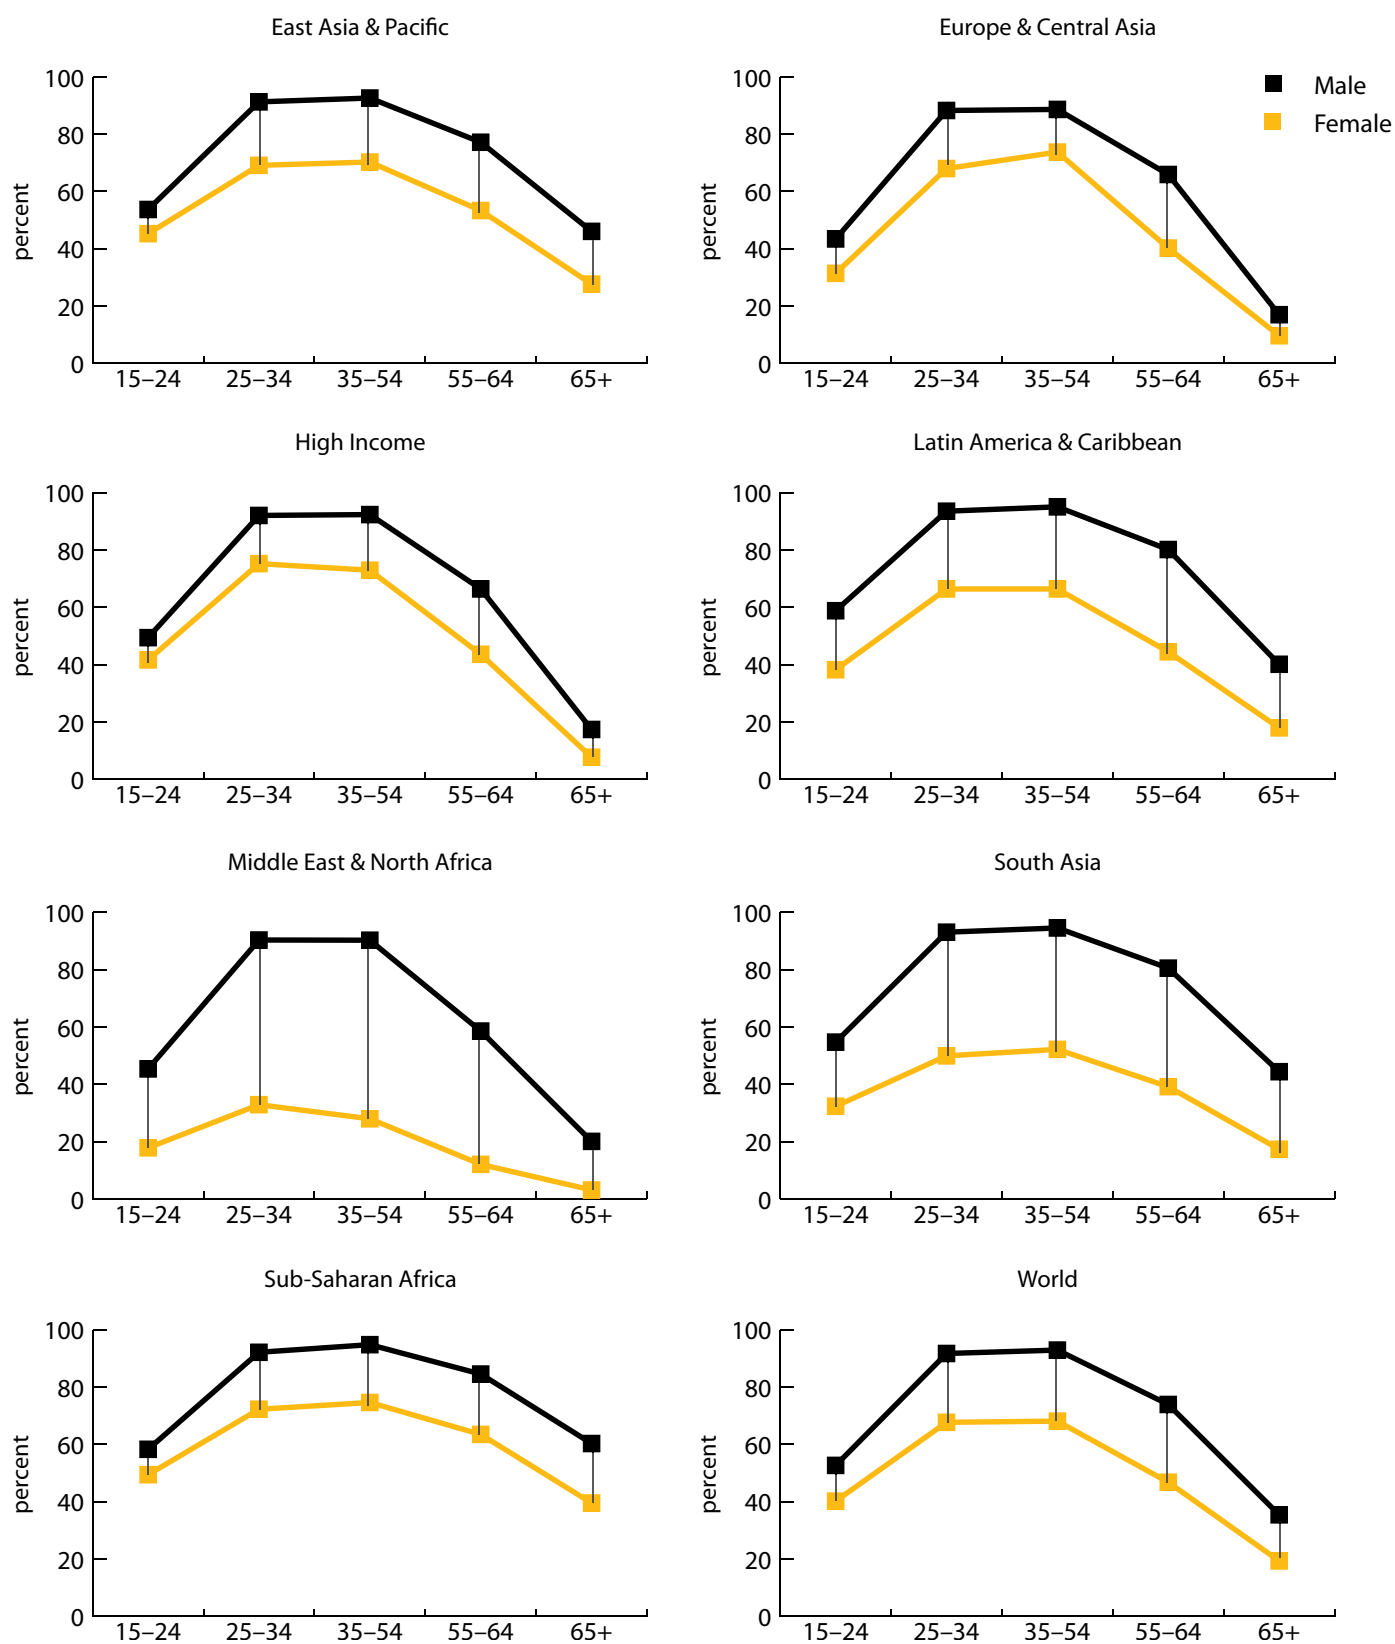 East Asia & Pacific
100
80
60
40
20
0
percent
15–24 25–34 35–54 55–64 65+
Europe & Central Asia
100
80
60
40
20
0
percent
15–24 25–34 35–54 55–64 65+
Male
Female
High Income
100
80
60
40
20
0
percent
15–24 25–34 35–54 55–64 65+
Latin America & Caribbean
100
80
60
40
20
0
percent
15–24 25–34 35–54 55–64 65+
Middle East & North Africa
100
80
60
40
20
0
percent
15–24 25–34 35–54 55–64 65+
South Asia
100
80
60
40
20
0
percent
15–24 25–34 35–54 55–64 65+
Sub-Saharan Africa
100
80
60
40
20
0
percent
15–24 25–34 35–54 55–64 65+
World
100
80
60
40
20
0
percent
15–24 25–34 35–54 55–64 65+